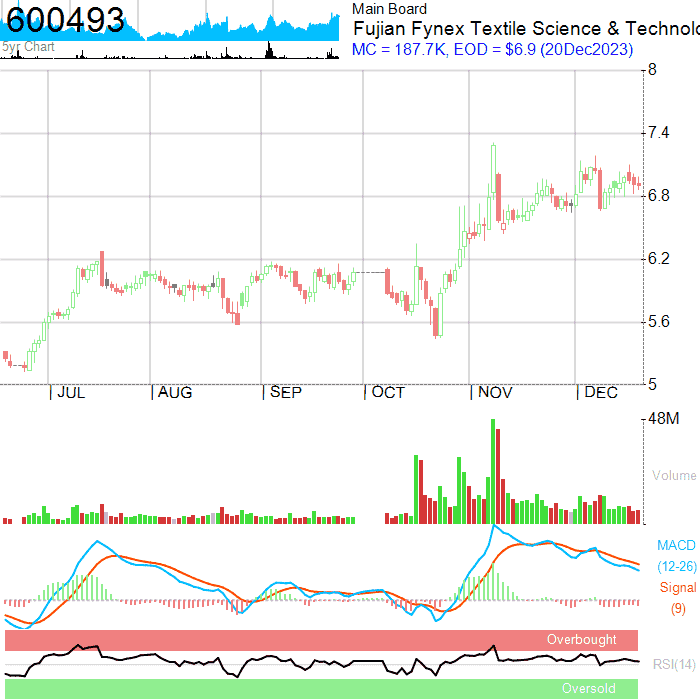 600493
5yr Chart
Main Board
Fujian Fynex Textile Science & Technolo
MC = 187.7K, EOD = $6.9 (20Dec2023)
8
7.4
6.8
6.2
5.6
5
JUL AUG SEP OCT NOV DEC
48M
Volume
MACD
(12-26)
Signal
(9)
Overbought
RSI(14)
Oversold